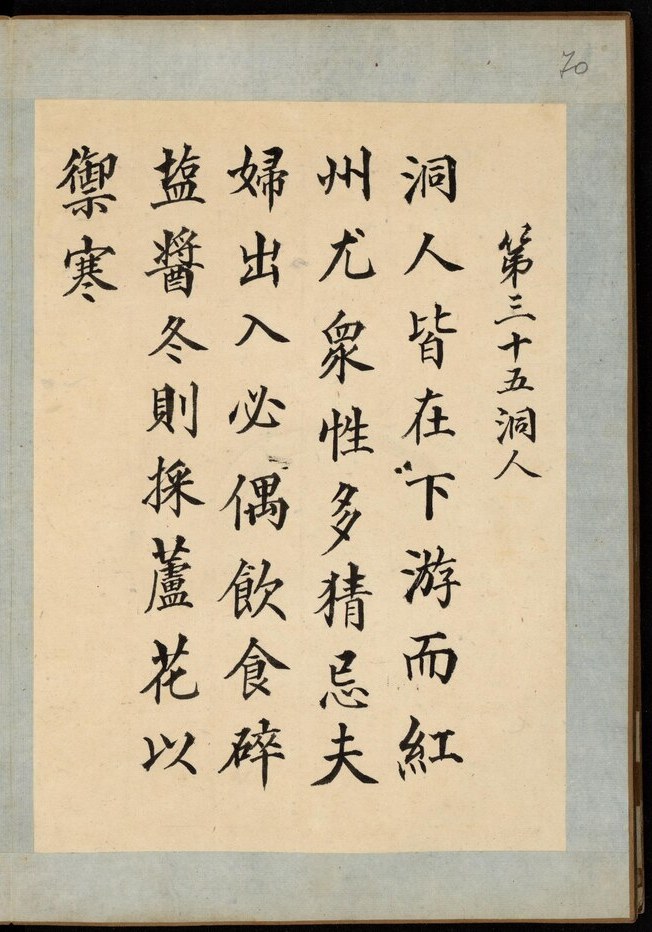 70
第三十五洞人
洞人皆在下游而紅
州尤衆性多猜忌夫
婦出入必偶飲食碎
塩醬冬則採蘆花以
禦寒